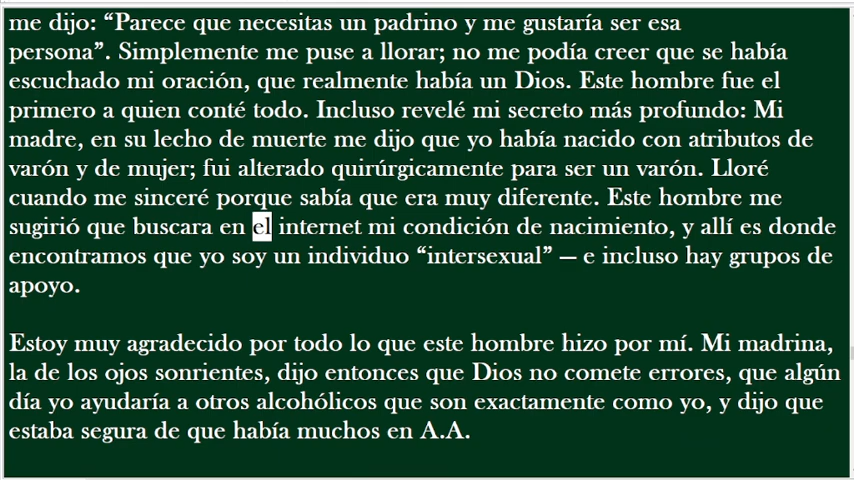 me dijo: “Parece que necesitas un padrino y me gustaría ser esa
persona”. Simplemente me puse a llorar; no me podía creer que se había
escuchado mi oración, que realmente había un Dios. Este hombre fue el
primero a quien conté todo. Incluso revelé mi secreto más profundo: Mi
madre, en su lecho de muerte me dijo que yo había nacido con atributos de
varón y de mujer; fui alterado quirúrgicamente para ser un varón. Lloré
cuando me sinceré porque sabía que era muy diferente. Este hombre me
sugirió que buscara en el internet mi condición de nacimiento, y allí es donde
encontramos que yo soy un individuo “intersexual” — e incluso hay grupos de
apoyo.
Estoy muy agradecido por todo lo que este hombre hizo por mí. Mi madrina,
la de los ojos sonrientes, dijo entonces que Dios no comete errores, que algún
día yo ayudaría a otros alcohólicos que son exactamente como yo, y dijo que
estaba segura de que había muchos en A.A.